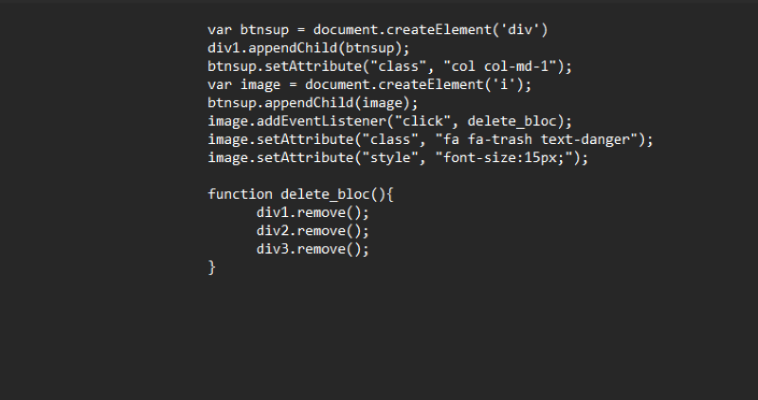 var btnsup = document.createElement('div')
div1.appendChild(btnsup);
btnsup.setAttribute("class", "col col-md-1");
var image = document.createElement('i');
btnsup.appendChild(image);
image.addEventListener("click", delete_bloc);
image.setAttribute("class", "fa fa-trash text-danger");
image.setAttribute("style", "font-size:15px;");
function delete_bloc(){
div1.remove();
div2.remove();
div3.remove();
}